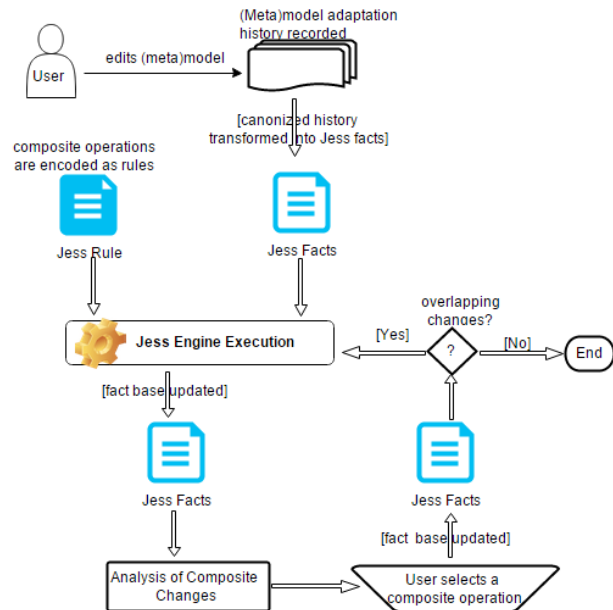 (Meta)model adaptation
history recorded
User
edits (meta)model
[canonized history
transformed into Jess facts]
composite operations
are encoded as rules
Jess Rule
Jess Facts
Jess Engine Execution
overlapping
changes?
?
[Yes]
[No]
End
[fact base updated]
Jess Facts
Jess Facts
[fact base updated]
Analysis of Composite
Changes
User selects a
composite operation